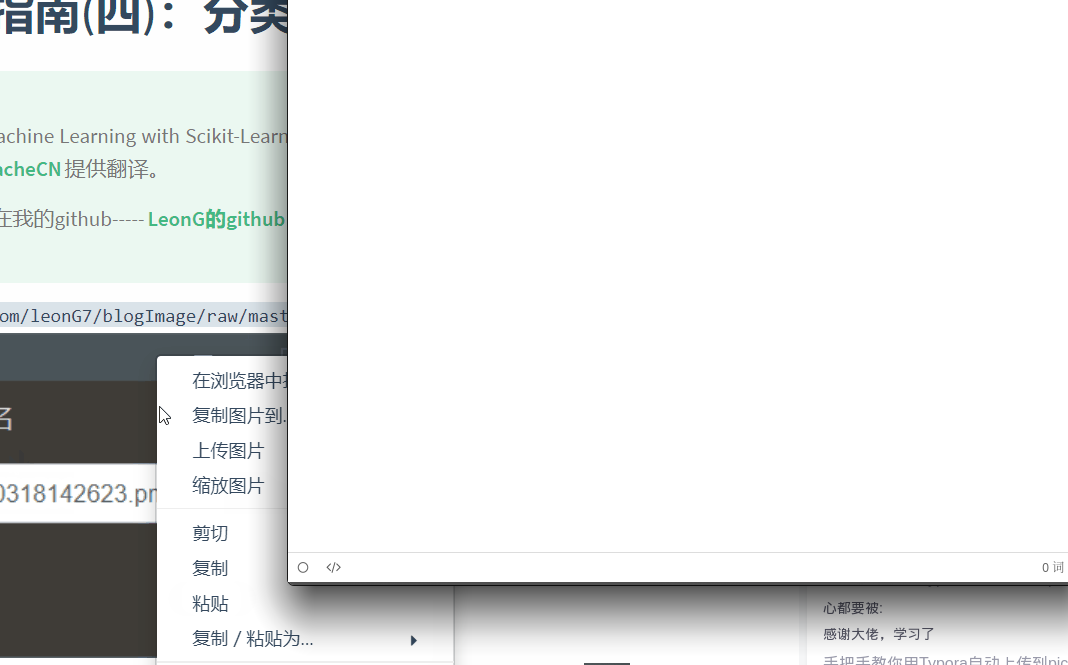 指南(四)：分类
achine Learning with Scikit-Learn
acheCN 提供翻译。
在我的github----- LeonG的github
om/leonG7/blogImage/raw/mast
名
0318142623.pn
在浏览器中
复制图片到...
上传图片
缩放图片
剪切
复制
粘贴
复制 / 粘贴为...
</>
0 词
心都要被:
感谢大佬，学习了
手把手教你用Typora自动上传到pic